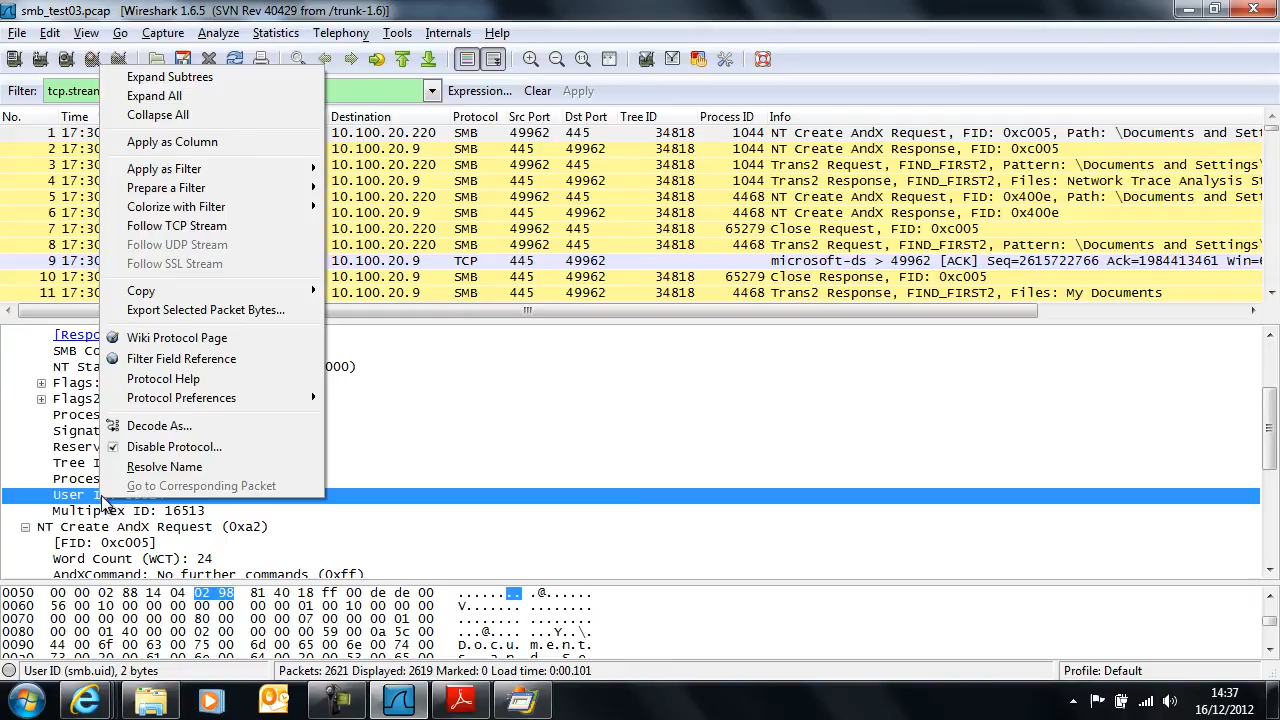 smb_test03.pcap [Wireshark 1.6.5 (SVN Rev 40429 from /trunk-1.6)]
File Edit View Go Capture Analyze Statistics Telephony Tools Internals Help
Filter: tcp.stream Expression... Clear Apply
No. Time Destination Protocol Src Port Dst Port Tree ID Process ID Info
1 17:30 10.100.20.220 SMB 49962 445 34818 1044 NT Create AndX Request, FID: 0xc005, Path: \Documents and Set
2 17:30 10.100.20.9 SMB 445 49962 34818 1044 NT Create AndX Response, FID: 0xc005
3 17:30 10.100.20.220 SMB 49962 445 34818 1044 Trans2 Request, FIND_FIRST2, Pattern: \Documents and Settings\
4 17:30 10.100.20.9 SMB 445 49962 34818 1044 Trans2 Response, FIND_FIRST2, Files: Network Trace Analysis St
5 17:30 10.100.20.220 SMB 49962 445 34818 4468 NT Create AndX Request, FID: 0x400e, Path: \Documents and Set
6 17:30 10.100.20.9 SMB 445 49962 34818 4468 NT Create AndX Response, FID: 0x400e
7 17:30 10.100.20.220 SMB 49962 445 34818 65279 Close Request, FID: 0xc005
8 17:30 10.100.20.220 SMB 49962 445 34818 4468 Trans2 Request, FIND_FIRST2, Pattern: \Documents and Settings\
9 17:30 10.100.20.9 TCP 445 49962 microsoft-ds > 49962 [ACK] Seq=2615722766 Ack=1984413461 Win=6
10 17:30 10.100.20.9 SMB 445 49962 34818 65279 Close Response, FID: 0xc005
11 17:30 10.100.20.9 SMB 445 49962 34818 4468 Trans2 Response, FIND_FIRST2, Files: My Documents
Expand Subtrees
Expand All
Collapse All
Apply as Column
Apply as Filter
Prepare a Filter
Colorize with Filter
Follow TCP Stream
Follow UDP Stream
Follow SSL Stream
Copy
Export Selected Packet Bytes...
Wiki Protocol Page
Filter Field Reference
Protocol Help
Protocol Preferences
Decode As...
Disable Protocol...
Resolve Name
Go to Corresponding Packet
[Respo
SMB Co
NT Sta 000)
Flags:
Flags2
Proces
Signat
Reserv
Tree I
Proces
User I
Multiplex ID: 16513
NT Create AndX Request (0xa2)
[FID: 0xc005]
Word Count (WCT): 24
AndXCommand: No further commands (0xff)
0050 00 00 02 88 14 04 02 98 81 40 18 ff 00 de de 00 ........ .@......
0060 56 00 10 00 00 00 00 00 00 00 01 00 10 00 00 00 V....... ........
0070 00 00 00 00 00 80 00 00 00 07 00 00 00 01 00 ........ ........
0080 00 00 01 40 00 00 02 00 00 00 00 59 00 0a 5c 00 ...@.... ...Y..\.
0090 44 00 6f 00 63 00 75 00 6d 00 65 00 6e 00 74 00 D.o.c.u. m.e.n.t.
User ID (smb.uid), 2 bytes Packets: 2621 Displayed: 2619 Marked: 0 Load time: 0:00.101 Profile: Default
14:37
16/12/2012